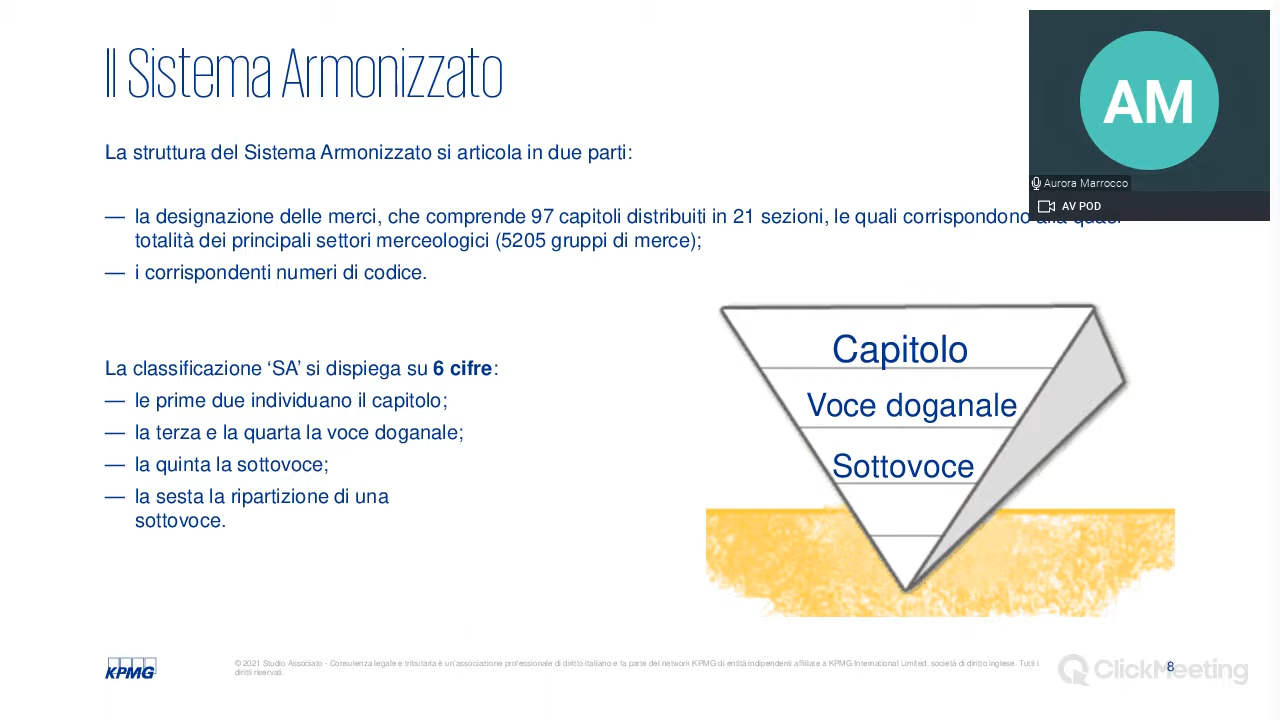 Il Sistema Armonizzato
AM
Aurora Marrocco
AV POD
La struttura del Sistema Armonizzato si articola in due parti:
— la designazione delle merci, che comprende 97 capitoli distribuiti in 21 sezioni, le quali corrispondono alla quasi
totalità dei principali settori merceologici (5205 gruppi di merce);
— i corrispondenti numeri di codice.
La classificazione ‘SA’ si dispiega su 6 cifre:
— le prime due individuano il capitolo;
— la terza e la quarta la voce doganale;
— la quinta la sottovoce;
— la sesta la ripartizione di una
sottovoce.
Capitolo
Voce doganale
Sottovoce
KPMG
© 2021 Studio Associato - Consulenza legale e tributaria è un'associazione professionale di diritto italiano e fa parte del network KPMG di entità indipendenti affiliate a KPMG International Limited, società di diritto inglese. Tutti i
diritti riservati.
ClickMeeting
8